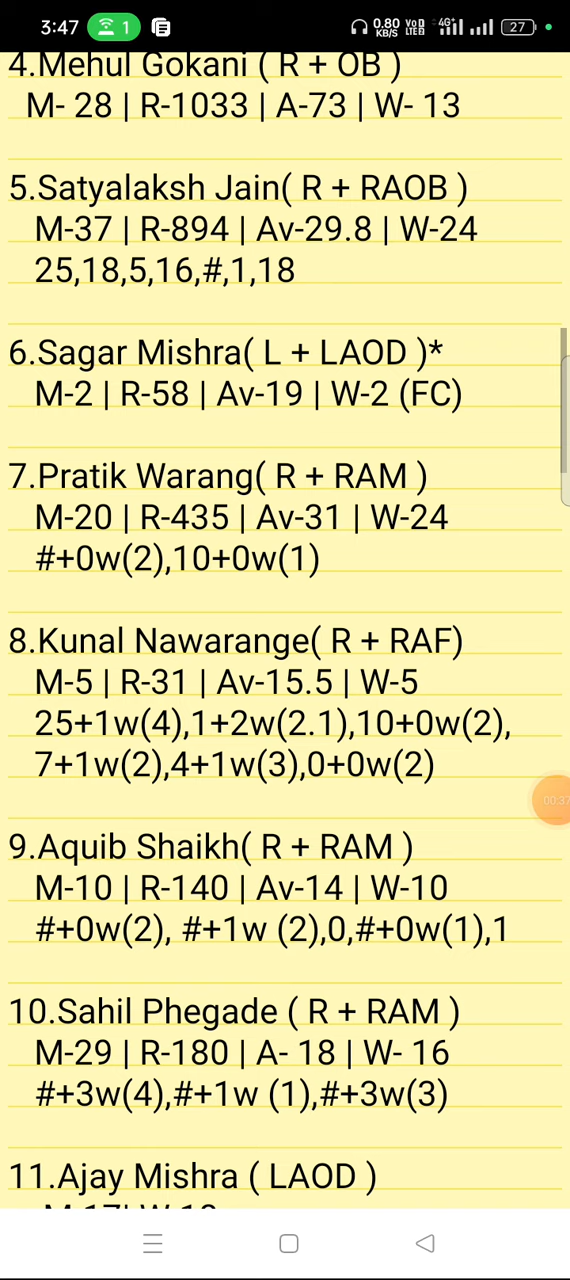 3:47 1 0.80 KB/S VoD LTE2 4G+ 27
4.Mehul Gokani ( R + OB )
M- 28 | R-1033 | A-73 | W- 13
5.Satyalaksh Jain( R + RAOB )
M-37 | R-894 | Av-29.8 | W-24
25,18,5,16,#,1,18
6.Sagar Mishra( L + LAOD )*
M-2 | R-58 | Av-19 | W-2 (FC)
7.Pratik Warang( R + RAM )
M-20 | R-435 | Av-31 | W-24
#+0w(2),10+0w(1)
8.Kunal Nawarange( R + RAF)
M-5 | R-31 | Av-15.5 | W-5
25+1w(4),1+2w(2.1),10+0w(2),
7+1w(2),4+1w(3),0+0w(2)
00:37
9.Aquib Shaikh( R + RAM )
M-10 | R-140 | Av-14 | W-10
#+0w(2), #+1w (2),0,#+0w(1),1
10.Sahil Phegade ( R + RAM )
M-29 | R-180 | A- 18 | W- 16
#+3w(4),#+1w (1),#+3w(3)
11.Ajay Mishra ( LAOD )